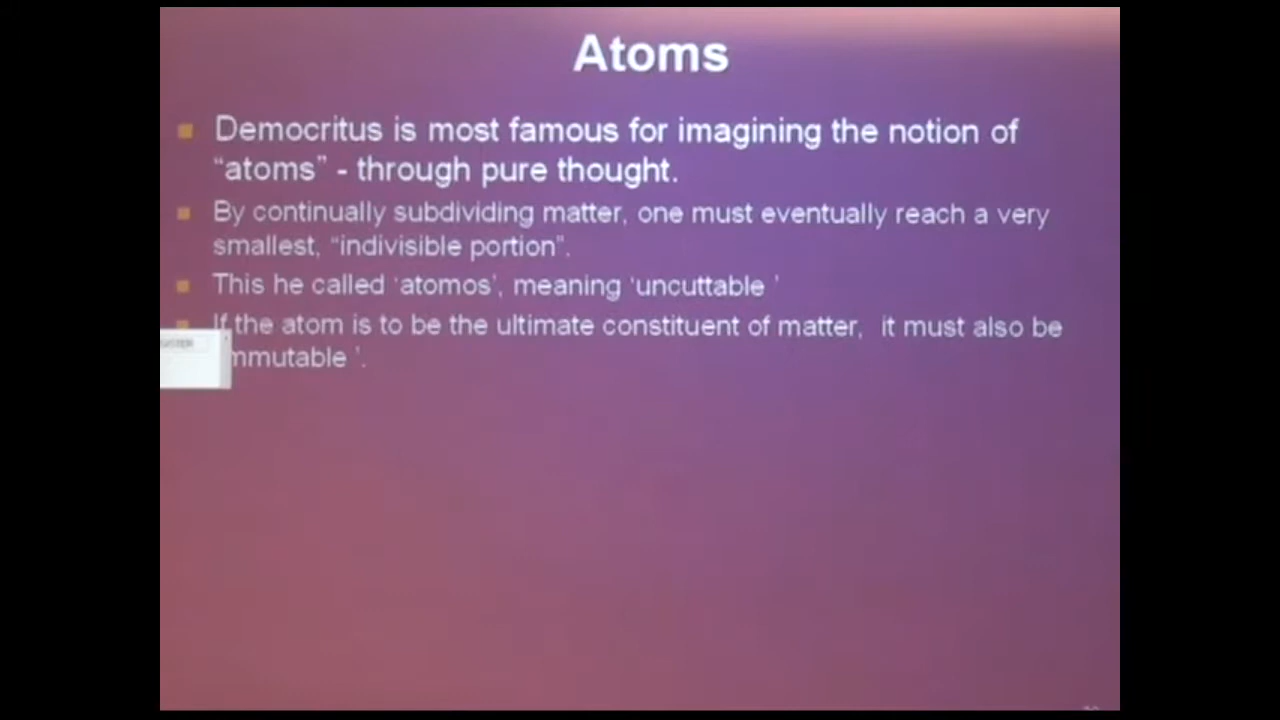 Atoms
Democritus is most famous for imagining the notion of
“atoms” - through pure thought.
By continually subdividing matter, one must eventually reach a very
smallest, “indivisible portion”.
This he called ‘atomos’, meaning ‘uncuttable ’
If the atom is to be the ultimate constituent of matter, it must also be
mmutable ’.